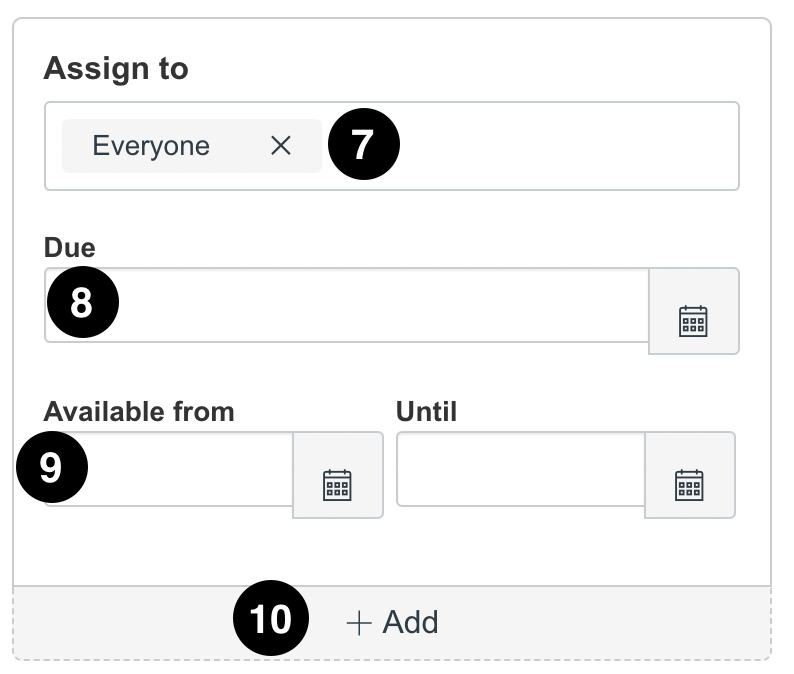 Assign to
Everyone × 7
Due
8
Available from Until
9
10 + Add